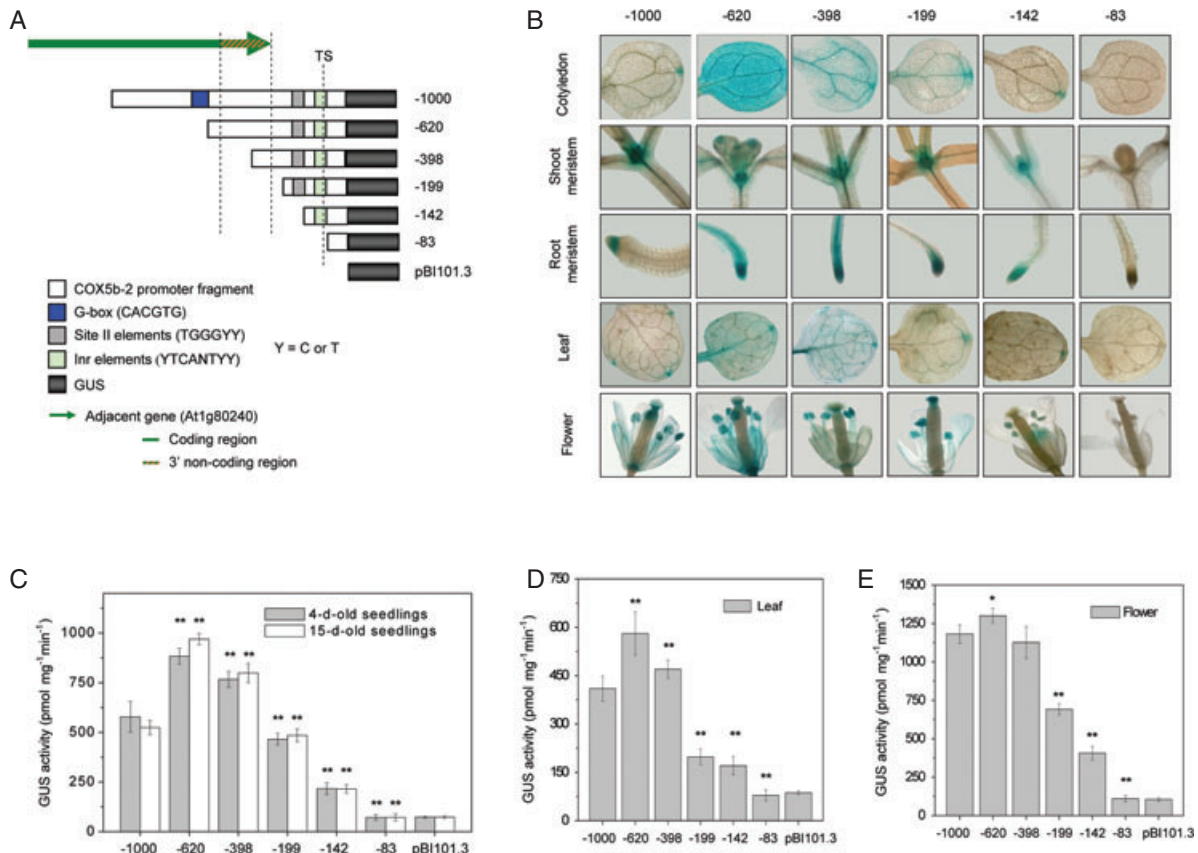 A
TS
-1000
-620
-398
-199
-142
-83
pBI101.3
COX5b-2 promoter fragment
G-box (CACGTG)
Site II elements (TGGGYY)
Y = C or T
Inr elements (YTCANTYY)
GUS
Adjacent gene (At1g80240)
Coding region
3' non-coding region
B
-1000 -620 -398 -199 -142 -83
Cotyledon
Shoot meristem
Root meristem
Leaf
Flower
C
GUS activity (pmol mg⁻¹min⁻¹)
1000
750
500
250
0
4-d-old seedlings
15-d-old seedlings
** ** ** ** ** ** ** ** ** **
-1000 -620 -398 -199 -142 -83 pBI101.3
D
GUS activity (pmol mg⁻¹min⁻¹)
750
600
450
300
150
0
Leaf
** ** ** ** **
-1000 -620 -398 -199 -142 -83 pBI101.3
E
GUS activity (pmol mg⁻¹min⁻¹)
1500
1250
1000
750
500
250
0
Flower
* ** ** **
-1000 -620 -398 -199 -142 -83 pBI101.3